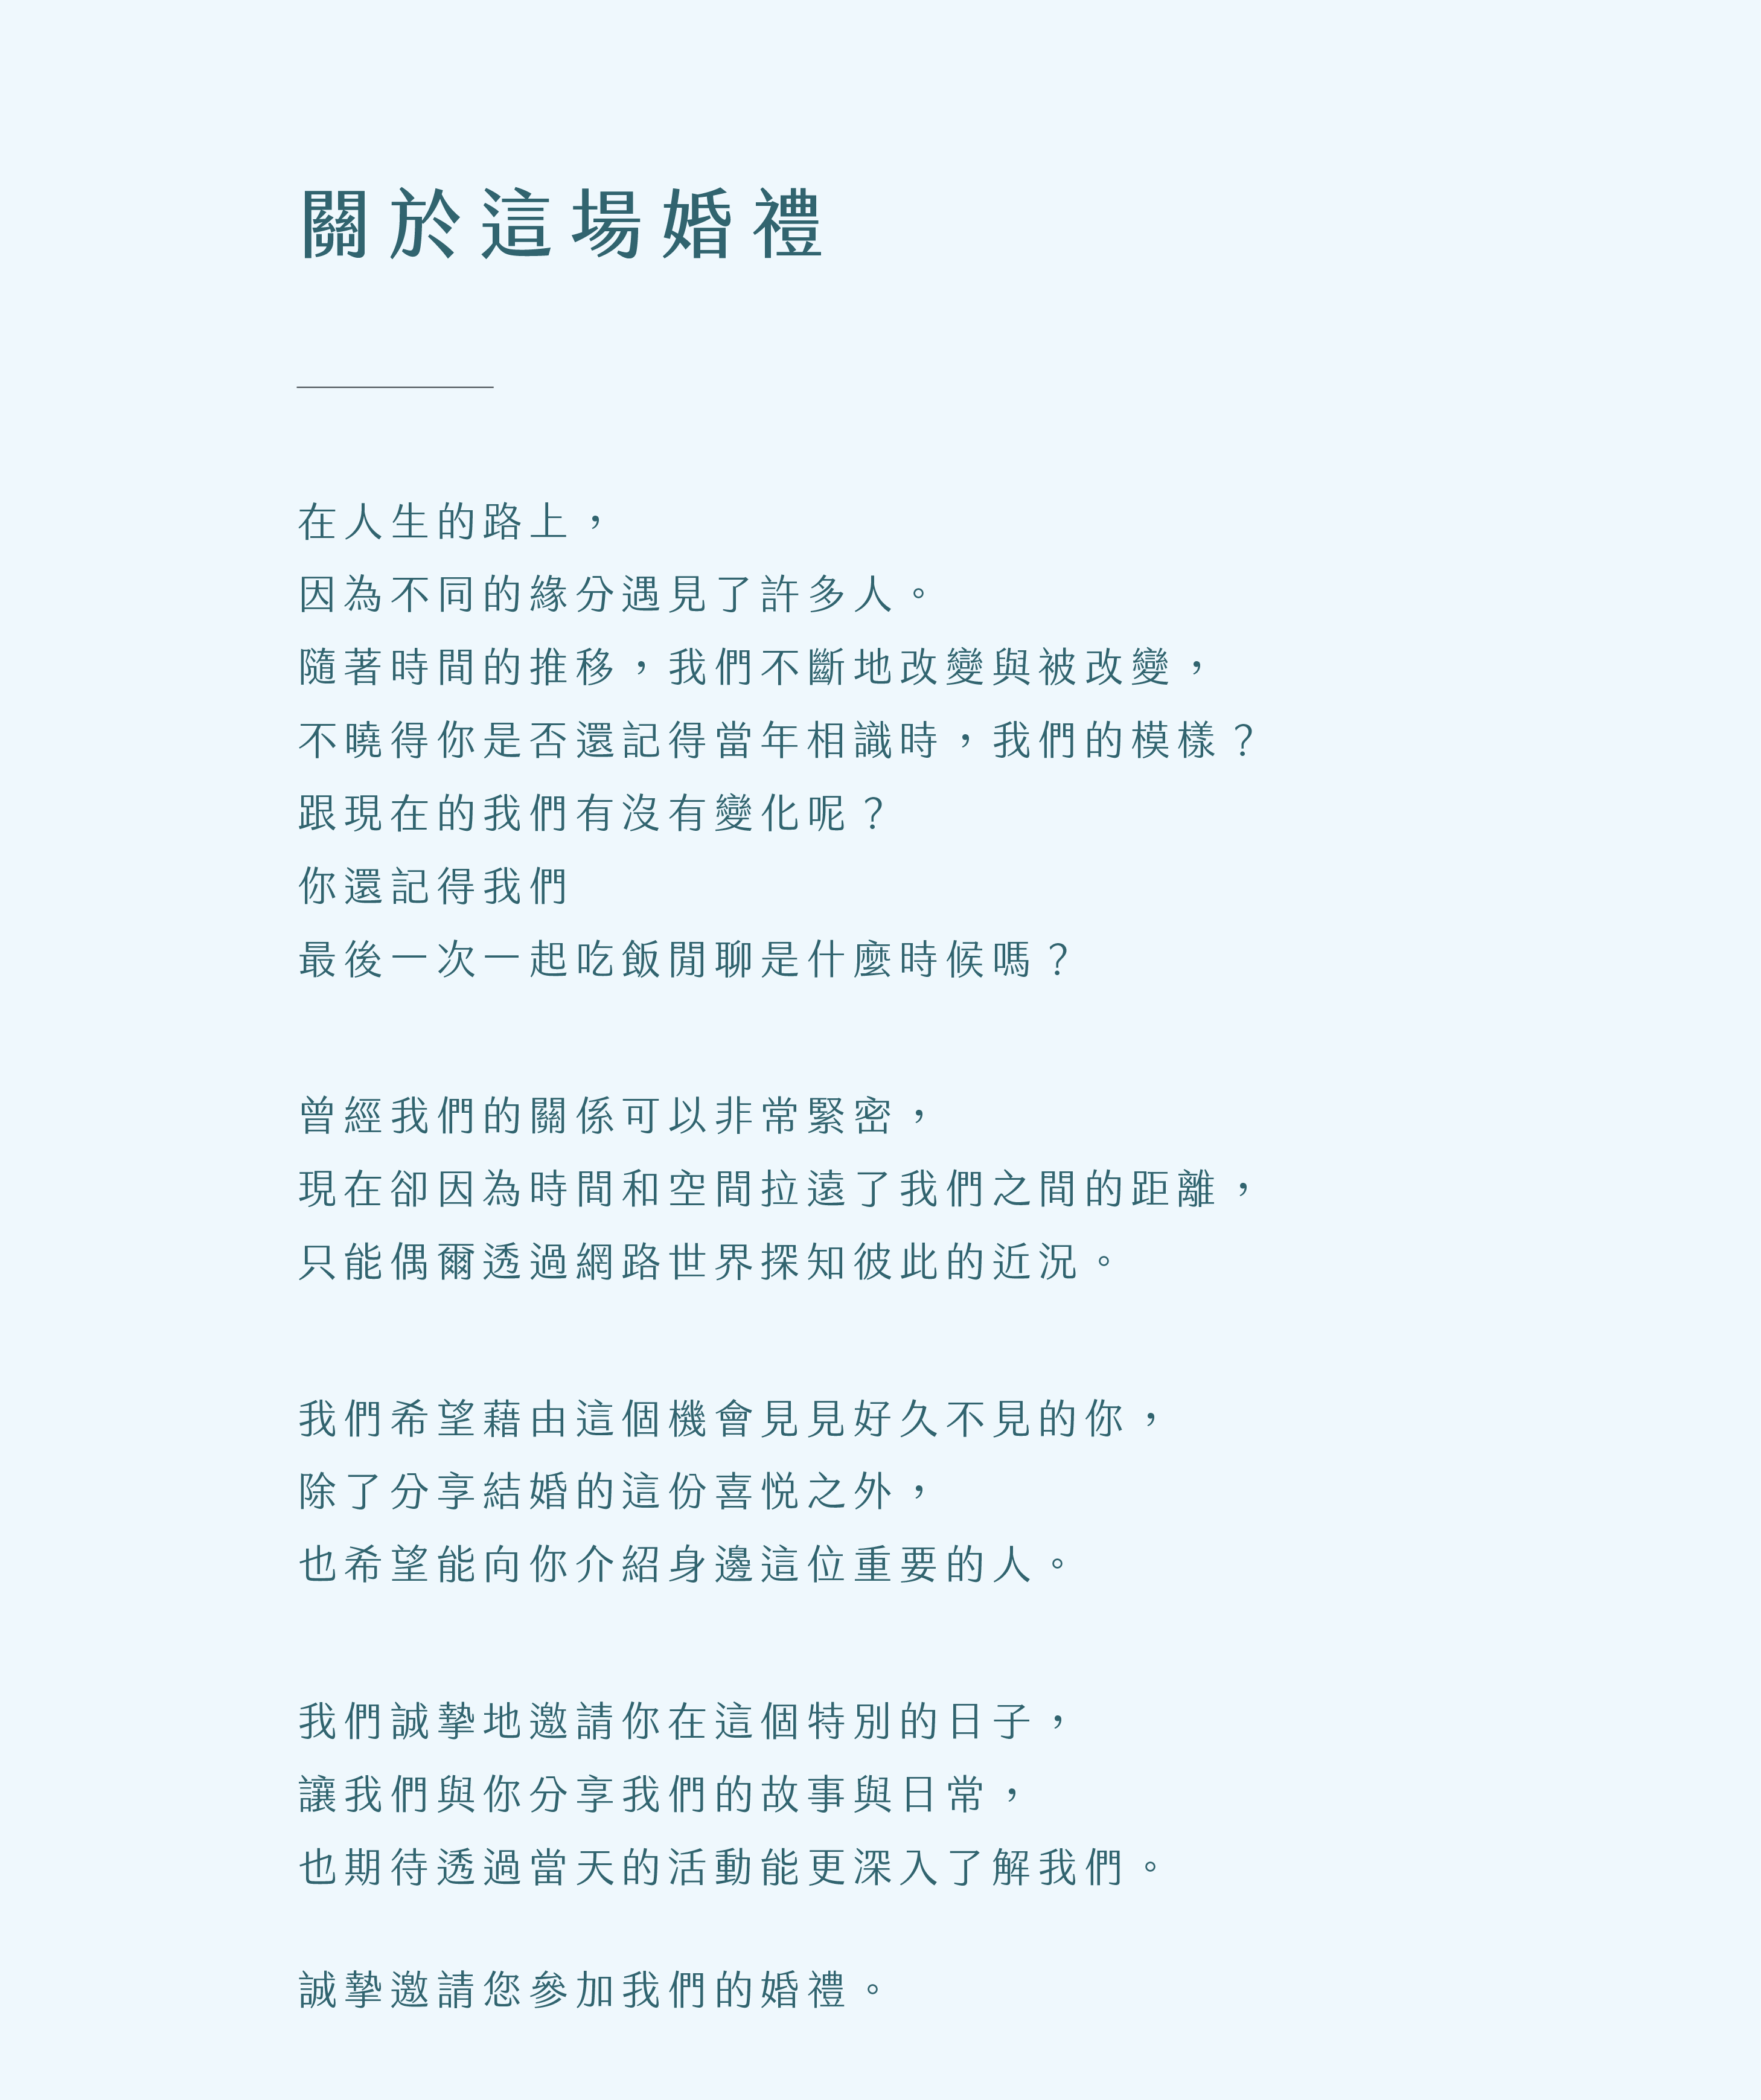 關於這場婚禮
在人生的路上，
因為不同的緣分遇見了許多人。
隨著時間的推移，我們不斷地改變與被改變，
不曉得你是否還記得當年相識時，我們的模樣？
跟現在的我們有沒有變化呢？
你還記得我們
最後一次一起吃飯閒聊是什麼時候嗎？
曾經我們的關係可以非常緊密，
現在卻因為時間和空間拉遠了我們之間的距離，
只能偶爾透過網路世界探知彼此的近況。
我們希望藉由這個機會見見好久不見的你，
除了分享結婚的這份喜悅之外，
也希望能向你介紹身邊這位重要的人。
我們誠摯地邀請你在這個特別的日子，
讓我們與你分享我們的故事與日常，
也期待透過當天的活動能更深入了解我們。
誠摯邀請您參加我們的婚禮。